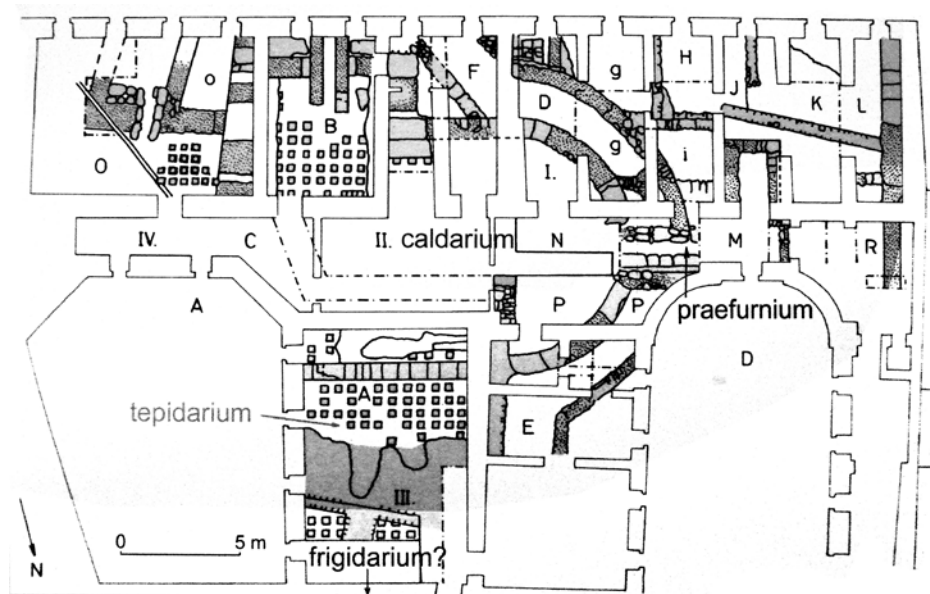 H
F
g
J
K
L
O
D
B
g
O
I.
i
IV.
C
II. caldarium
N
M
R
A
P
P
praefurnium
D
A
tepidarium
E
III.
0
5 m
frigidarium?
N